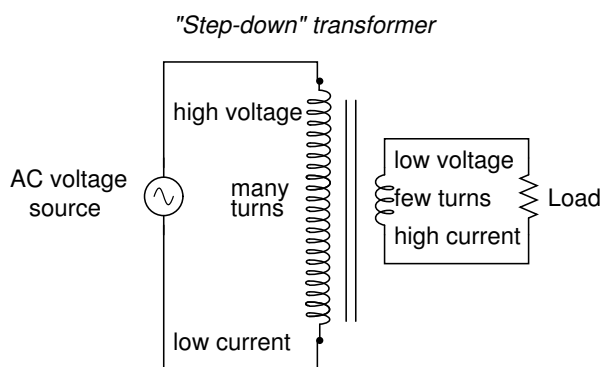 "Step-down" transformer
high voltage
AC voltage
source
many
turns
low current
low voltage
few turns
high current
Load